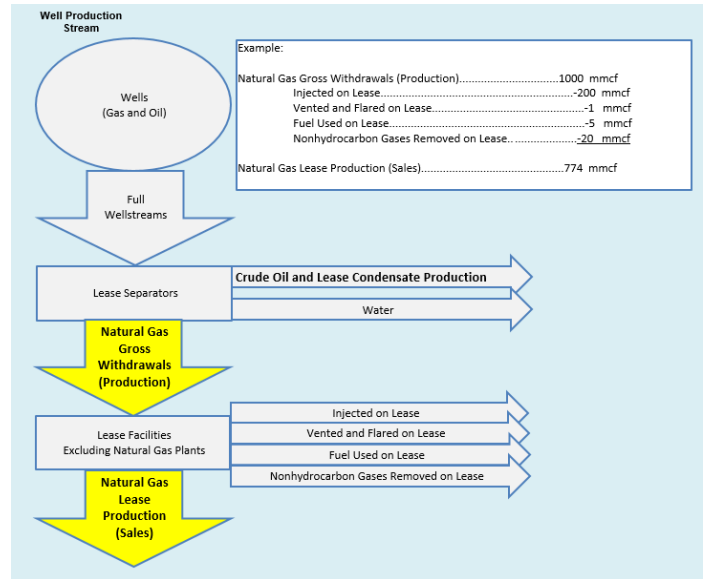 Well Production
Stream
Wells
(Gas and Oil)
Example:
Natural Gas Gross Withdrawals (Production).................................1000 mmcf
Injected on Lease...............................................................-200 mmcf
Vented and Flared on Lease..................................................-1 mmcf
Fuel Used on Lease................................................................-5 mmcf
Nonhydrocarbon Gases Removed on Lease.. .....................-20 mmcf
Natural Gas Lease Production (Sales)...............................................774 mmcf
Full
Wellstreams
Lease Separators
Crude Oil and Lease Condensate Production
Water
Natural Gas
Gross
Withdrawals
(Production)
Lease Facilities
Excluding Natural Gas Plants
Injected on Lease
Vented and Flared on Lease
Fuel Used on Lease
Nonhydrocarbon Gases Removed on Lease
Natural Gas
Lease
Production
(Sales)